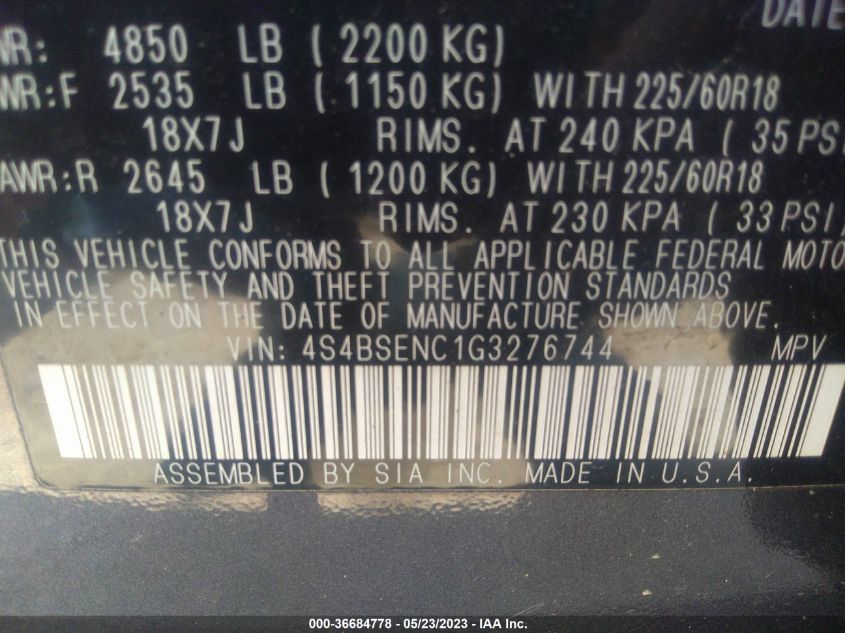 DATE
WR: 4850 LB ( 2200 KG)
WR:F 2535 LB ( 1150 KG) WITH 225/60R18
18X7J RIMS. AT 240 KPA ( 35 PSI
AWR:R 2645 LB ( 1200 KG) WITH 225/60R18
18X7J RIMS. AT 230 KPA ( 33 PSI)
THIS VEHICLE CONFORMS TO ALL APPLICABLE FEDERAL MOTO
VEHICLE SAFETY AND THEFT PREVENTION STANDARDS
IN EFFECT ON THE DATE OF MANUFACTURE SHOWN ABOVE.
VIN: 4S4BSENC1G3276744 MPV
ASSEMBLED BY SIA INC. MADE IN U.S.A.
000-36684778 - 05/23/2023 - IAA Inc.